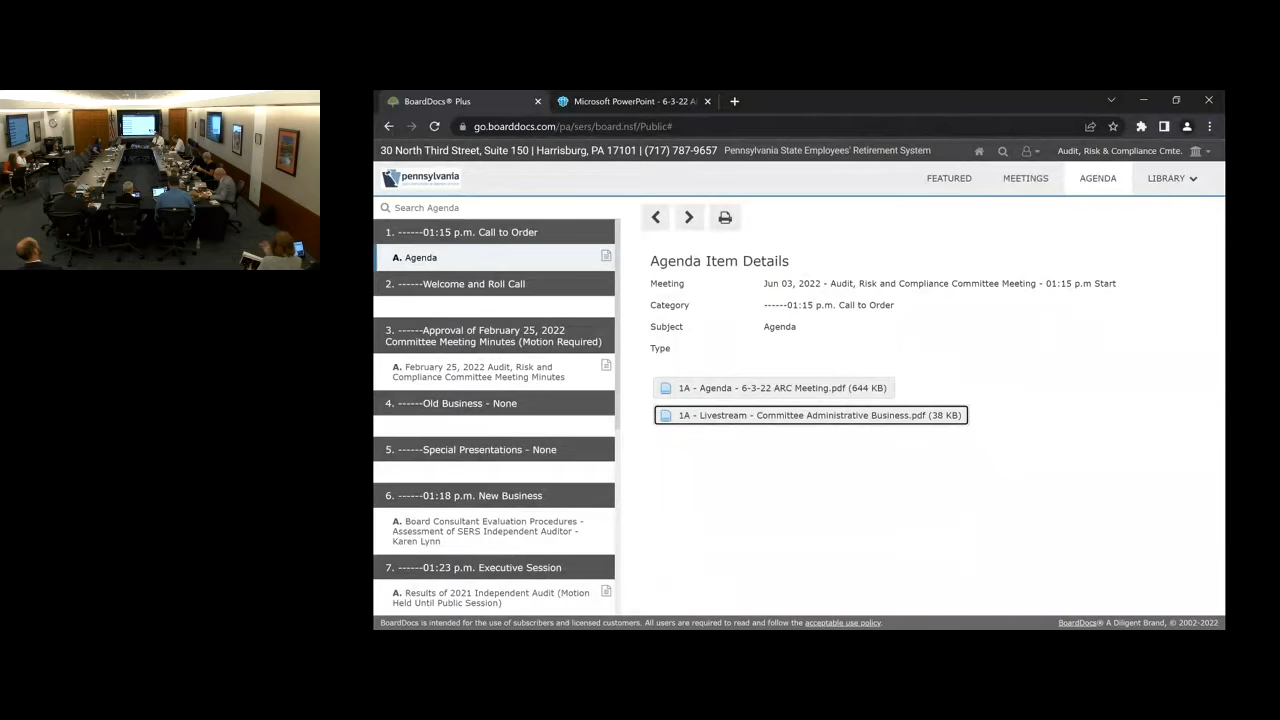 BoardDocs® Plus
Microsoft PowerPoint - 6-3-22 A
go.boarddocs.com/pa/sers/board.nsf/Public#
30 North Third Street, Suite 150 | Harrisburg, PA 17101 | (717) 787-9657 Pennsylvania State Employees' Retirement System
Audit, Risk & Compliance Cmte.
pennsylvania
FEATURED
MEETINGS
AGENDA
LIBRARY
Search Agenda
1. ------01:15 p.m. Call to Order
A. Agenda
2. ------Welcome and Roll Call
3. ------Approval of February 25, 2022
Committee Meeting Minutes (Motion Required)
A. February 25, 2022 Audit, Risk and
Compliance Committee Meeting Minutes
4. ------Old Business - None
5. ------Special Presentations - None
6. ------01:18 p.m. New Business
A. Board Consultant Evaluation Procedures -
Assessment of SERS Independent Auditor -
Karen Lynn
7. ------01:23 p.m. Executive Session
A. Results of 2021 Independent Audit (Motion
Held Until Public Session)
Agenda Item Details
Meeting Jun 03, 2022 - Audit, Risk and Compliance Committee Meeting - 01:15 p.m Start
Category ------01:15 p.m. Call to Order
Subject Agenda
Type
1A - Agenda - 6-3-22 ARC Meeting.pdf (644 KB)
1A - Livestream - Committee Administrative Business.pdf (38 KB)
BoardDocs is intended for the use of subscribers and licensed customers. All users are required to read and follow the acceptable use policy.
BoardDocs® A Diligent Brand, © 2002-2022